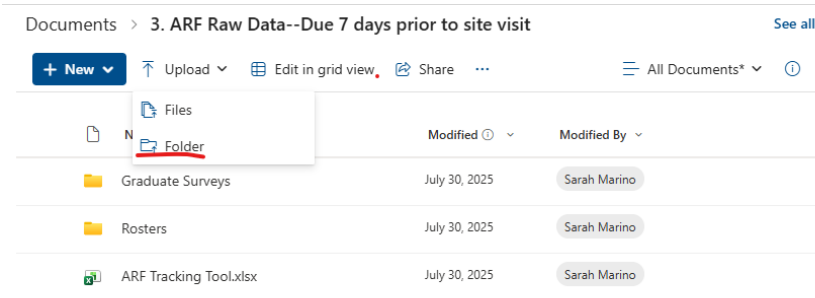 Documents > 3. ARF Raw Data--Due 7 days prior to site visit See all
+ New Upload Edit in grid view Share ... All Documents*
Files
N Modified Modified By
Folder
Graduate Surveys July 30, 2025 Sarah Marino
Rosters July 30, 2025 Sarah Marino
ARF Tracking Tool.xlsx July 30, 2025 Sarah Marino